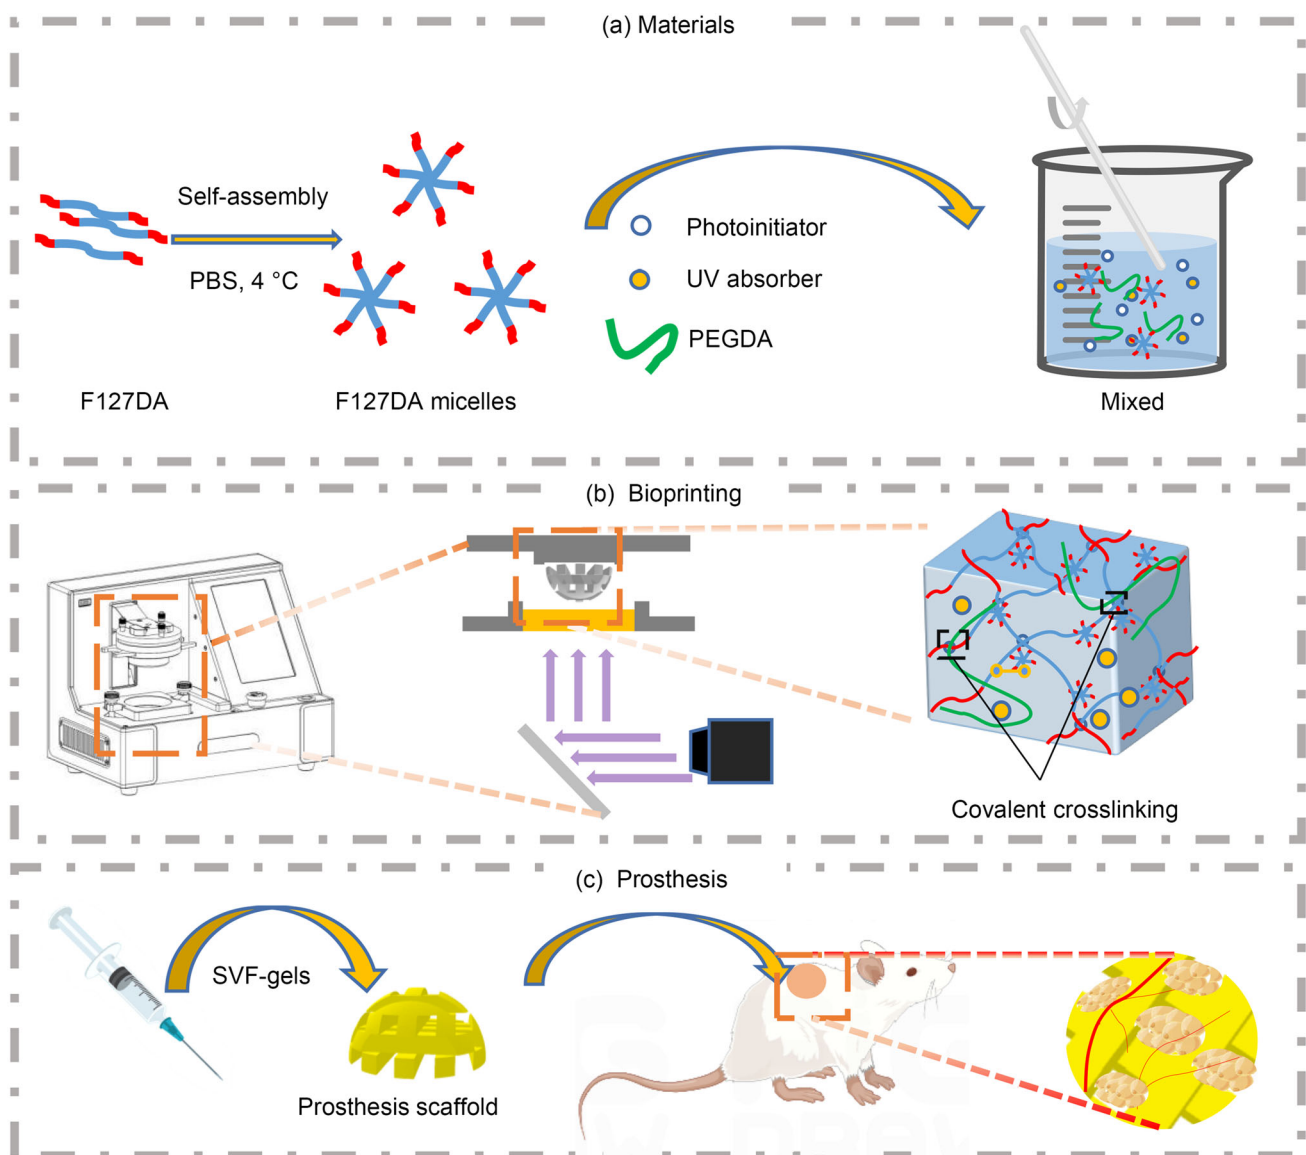 (a) Materials
Self-assembly
PBS, 4 °C
Photoinitiator
UV absorber
PEGDA
F127DA
F127DA micelles
Mixed
(b) Bioprinting
Covalent crosslinking
(c) Prosthesis
SVF-gels
Prosthesis scaffold